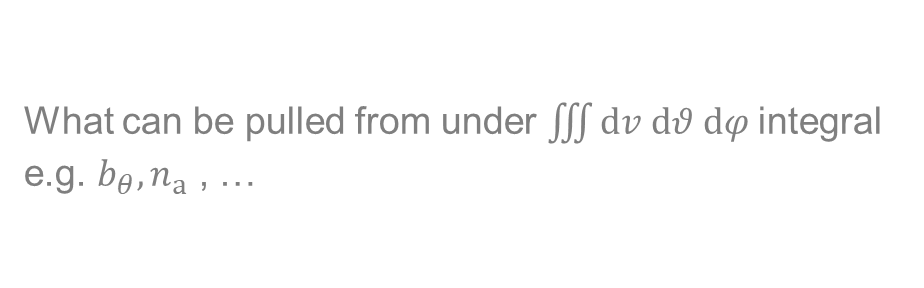 What can be pulled from under ∭ dv dϑ dφ integral
e.g. b_θ, n_a , …